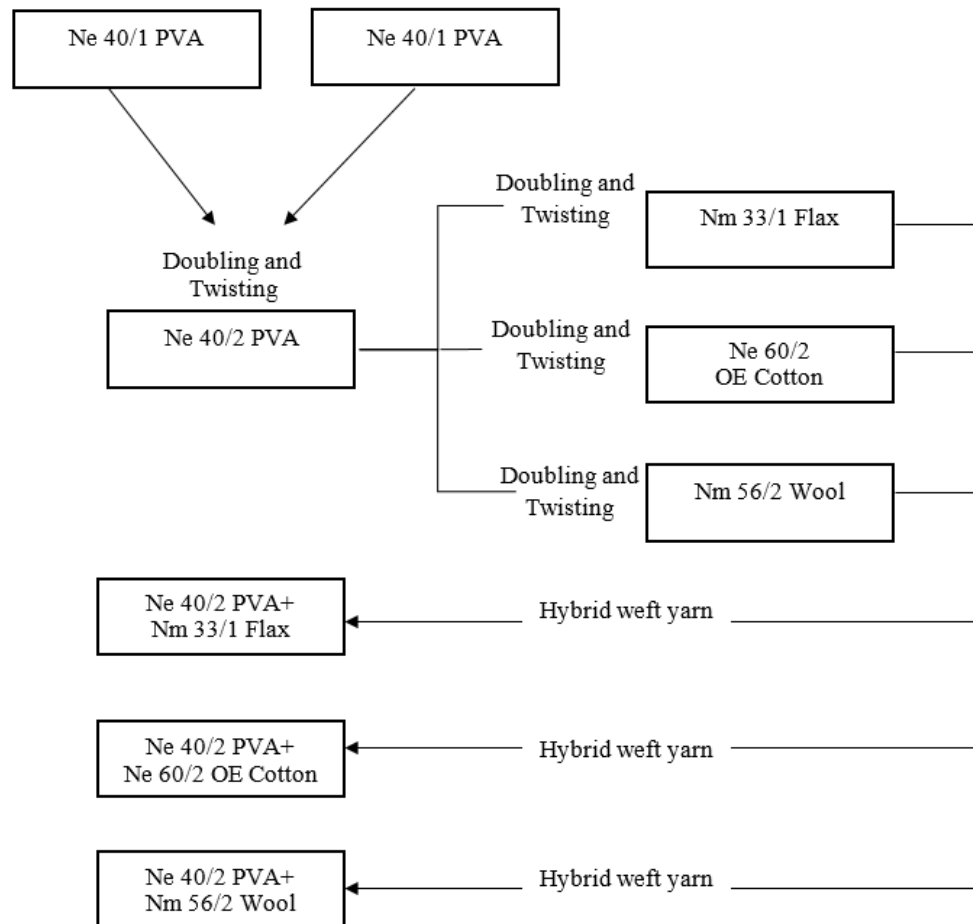 Ne 40/1 PVA
Ne 40/1 PVA
Doubling and
Twisting
Ne 40/2 PVA
Doubling and
Twisting
Nm 33/1 Flax
Doubling and
Twisting
Ne 60/2
OE Cotton
Doubling and
Twisting
Nm 56/2 Wool
Ne 40/2 PVA+
Nm 33/1 Flax
Hybrid weft yarn
Ne 40/2 PVA+
Ne 60/2 OE Cotton
Hybrid weft yarn
Ne 40/2 PVA+
Nm 56/2 Wool
Hybrid weft yarn